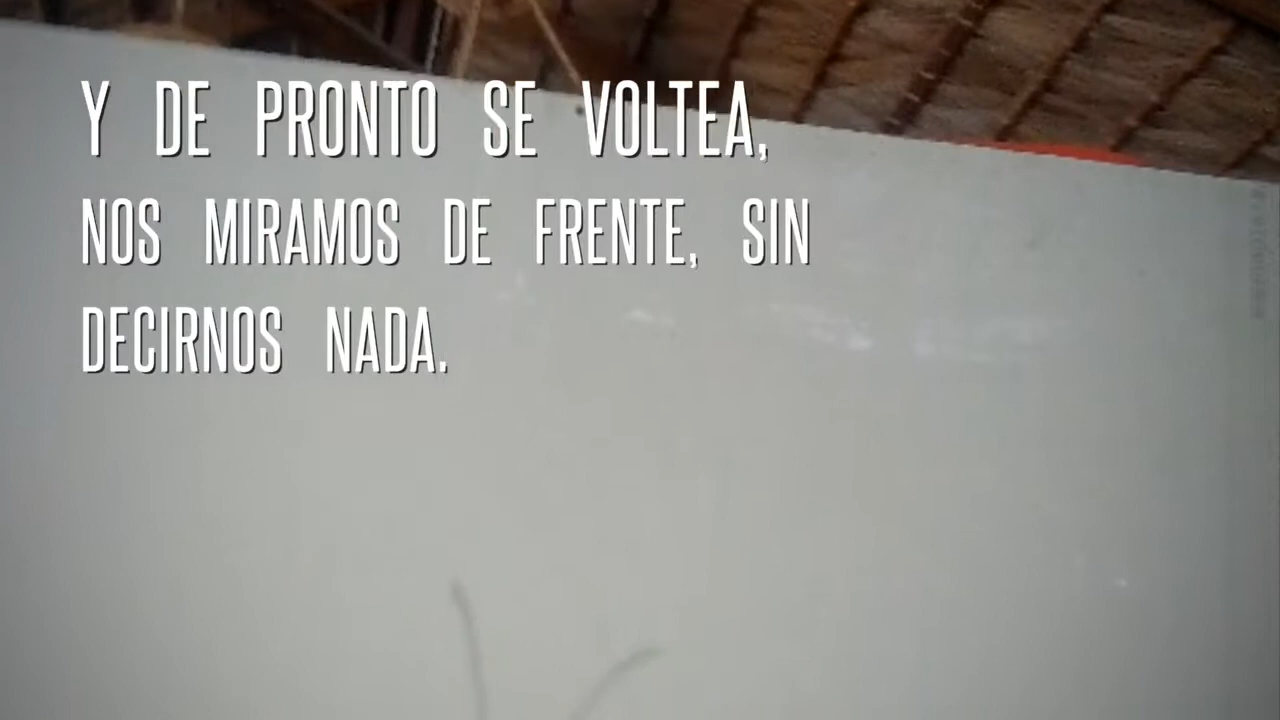 Y DE PRONTO SE VOLTEA,
NOS MIRAMOS DE FRENTE, SIN
DECIRNOS NADA.